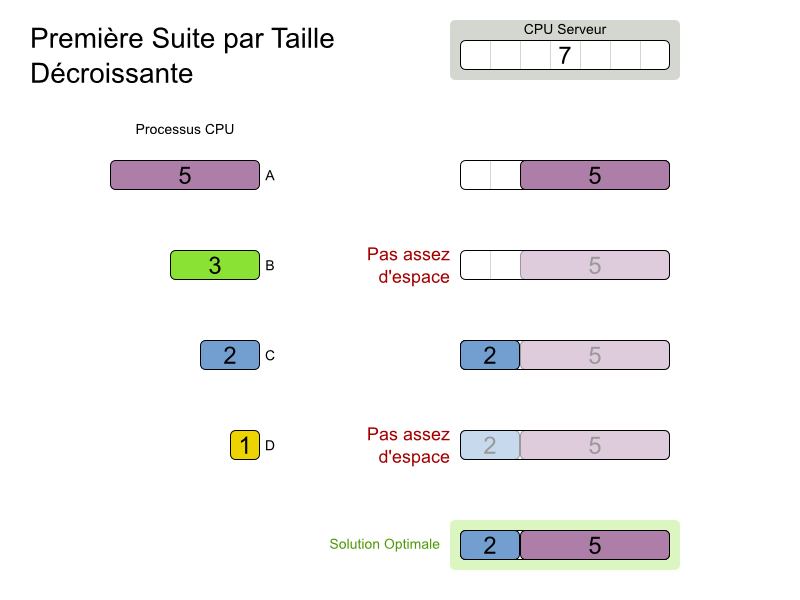 Première Suite par Taille
Décroissante
CPU Serveur
7
Processus CPU
5 A
5
3 B
Pas assez
d'espace
5
2 C
2 5
1 D
Pas assez
d'espace
2 5
Solution Optimale
2 5